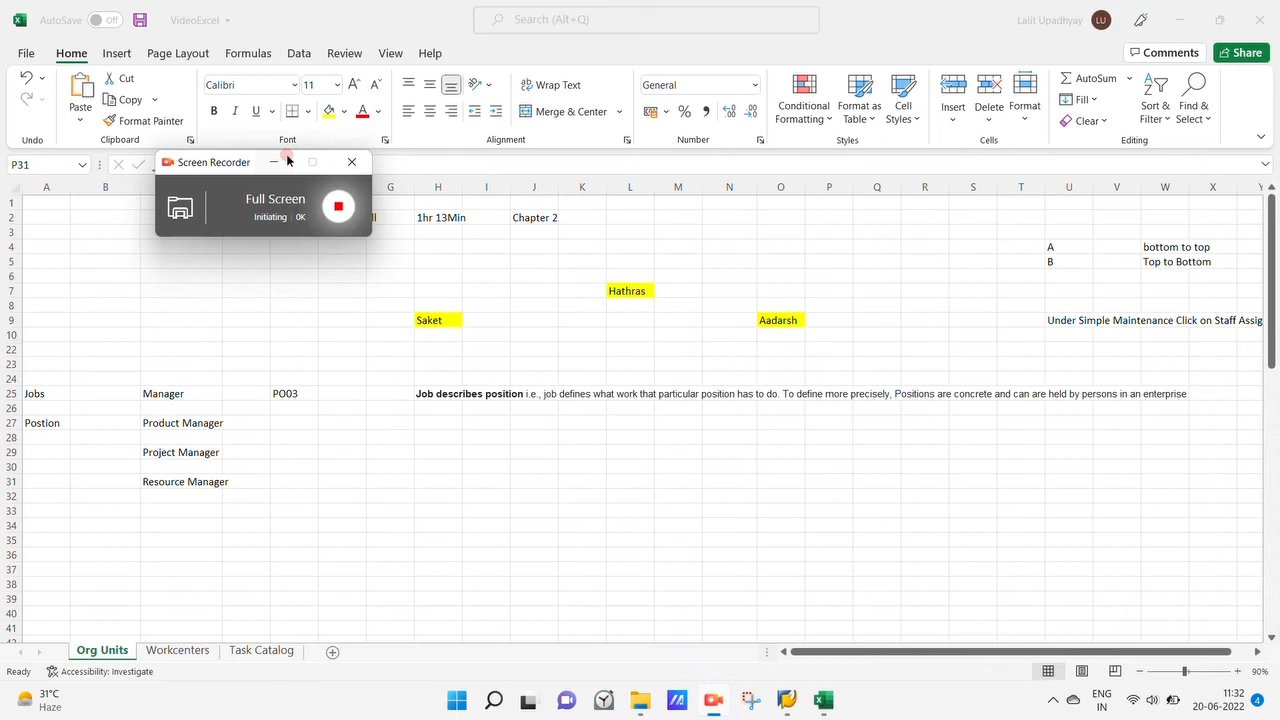 AutoSave Off VideoExcel Search (Alt+Q) Lalit Upadhyay LU
File Home Insert Page Layout Formulas Data Review View Help Comments Share
Paste Cut Copy Format Painter
Calibri 11 B I U A
Wrap Text Merge & Center
General % ,
Conditional Formatting Format as Table Cell Styles
Insert Delete Format
AutoSum Fill Clear Sort & Filter Find & Select
Undo Clipboard Font Alignment Number Styles Cells Editing
P31
Screen Recorder
Full Screen
Initiating 0K
A B G H I J K L M N O P Q R S T U V W X
1
2 1hr 13Min Chapter 2
3
4 A bottom to top
5 B Top to Bottom
6
7 Hathras
8
9 Saket Aadarsh Under Simple Maintenance Click on Staff Assig
10
22
23
24
25 Jobs Manager PO03 Job describes position i.e., job defines what work that particular position has to do. To define more precisely, Positions are concrete and can are held by persons in an enterprise
26
27 Postion Product Manager
28
29 Project Manager
30
31 Resource Manager
32
33
34
35
36
37
38
39
40
41
Org Units Workcenters Task Catalog
Ready Accessibility: Investigate 90%
31°C
Haze
ENG
IN
11:32
20-06-2022
4